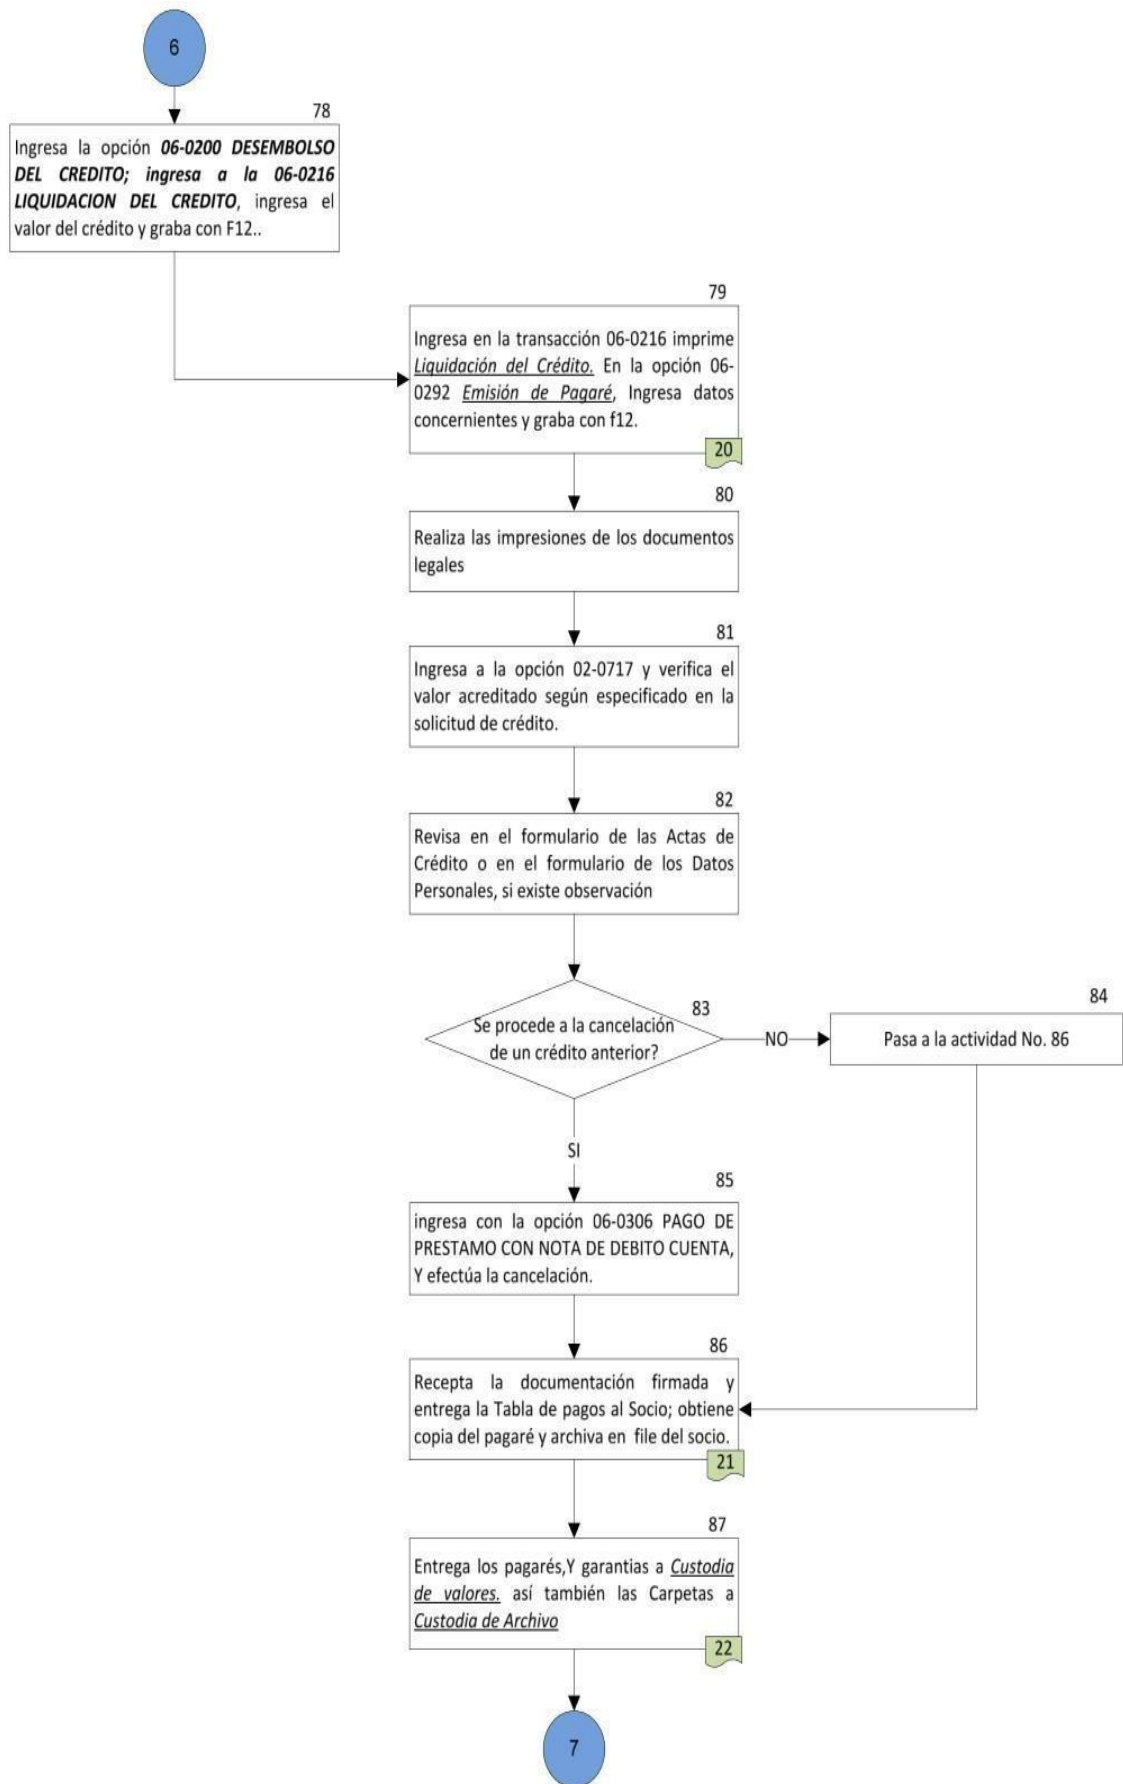 6
78
Ingresa la opción 06-0200 DESEMBOLSO
DEL CREDITO; ingresa a la 06-0216
LIQUIDACION DEL CREDITO, ingresa el
valor del crédito y graba con F12..
79
Ingresa en la transacción 06-0216 imprime
Liquidación del Crédito. En la opción 06-
0292 Emisión de Pagaré, Ingresa datos
concernientes y graba con f12.
20
80
Realiza las impresiones de los documentos
legales
81
Ingresa a la opción 02-0717 y verifica el
valor acreditado según especificado en la
solicitud de crédito.
82
Revisa en el formulario de las Actas de
Crédito o en el formulario de los Datos
Personales, si existe observación
83
Se procede a la cancelación
de un crédito anterior?
NO
84
Pasa a la actividad No. 86
SI
85
ingresa con la opción 06-0306 PAGO DE
PRESTAMO CON NOTA DE DEBITO CUENTA,
Y efectúa la cancelación.
86
Recepta la documentación firmada y
entrega la Tabla de pagos al Socio; obtiene
copia del pagaré y archiva en file del socio.
21
87
Entrega los pagarés,Y garantias a Custodia
de valores. así también las Carpetas a
Custodia de Archivo
22
7